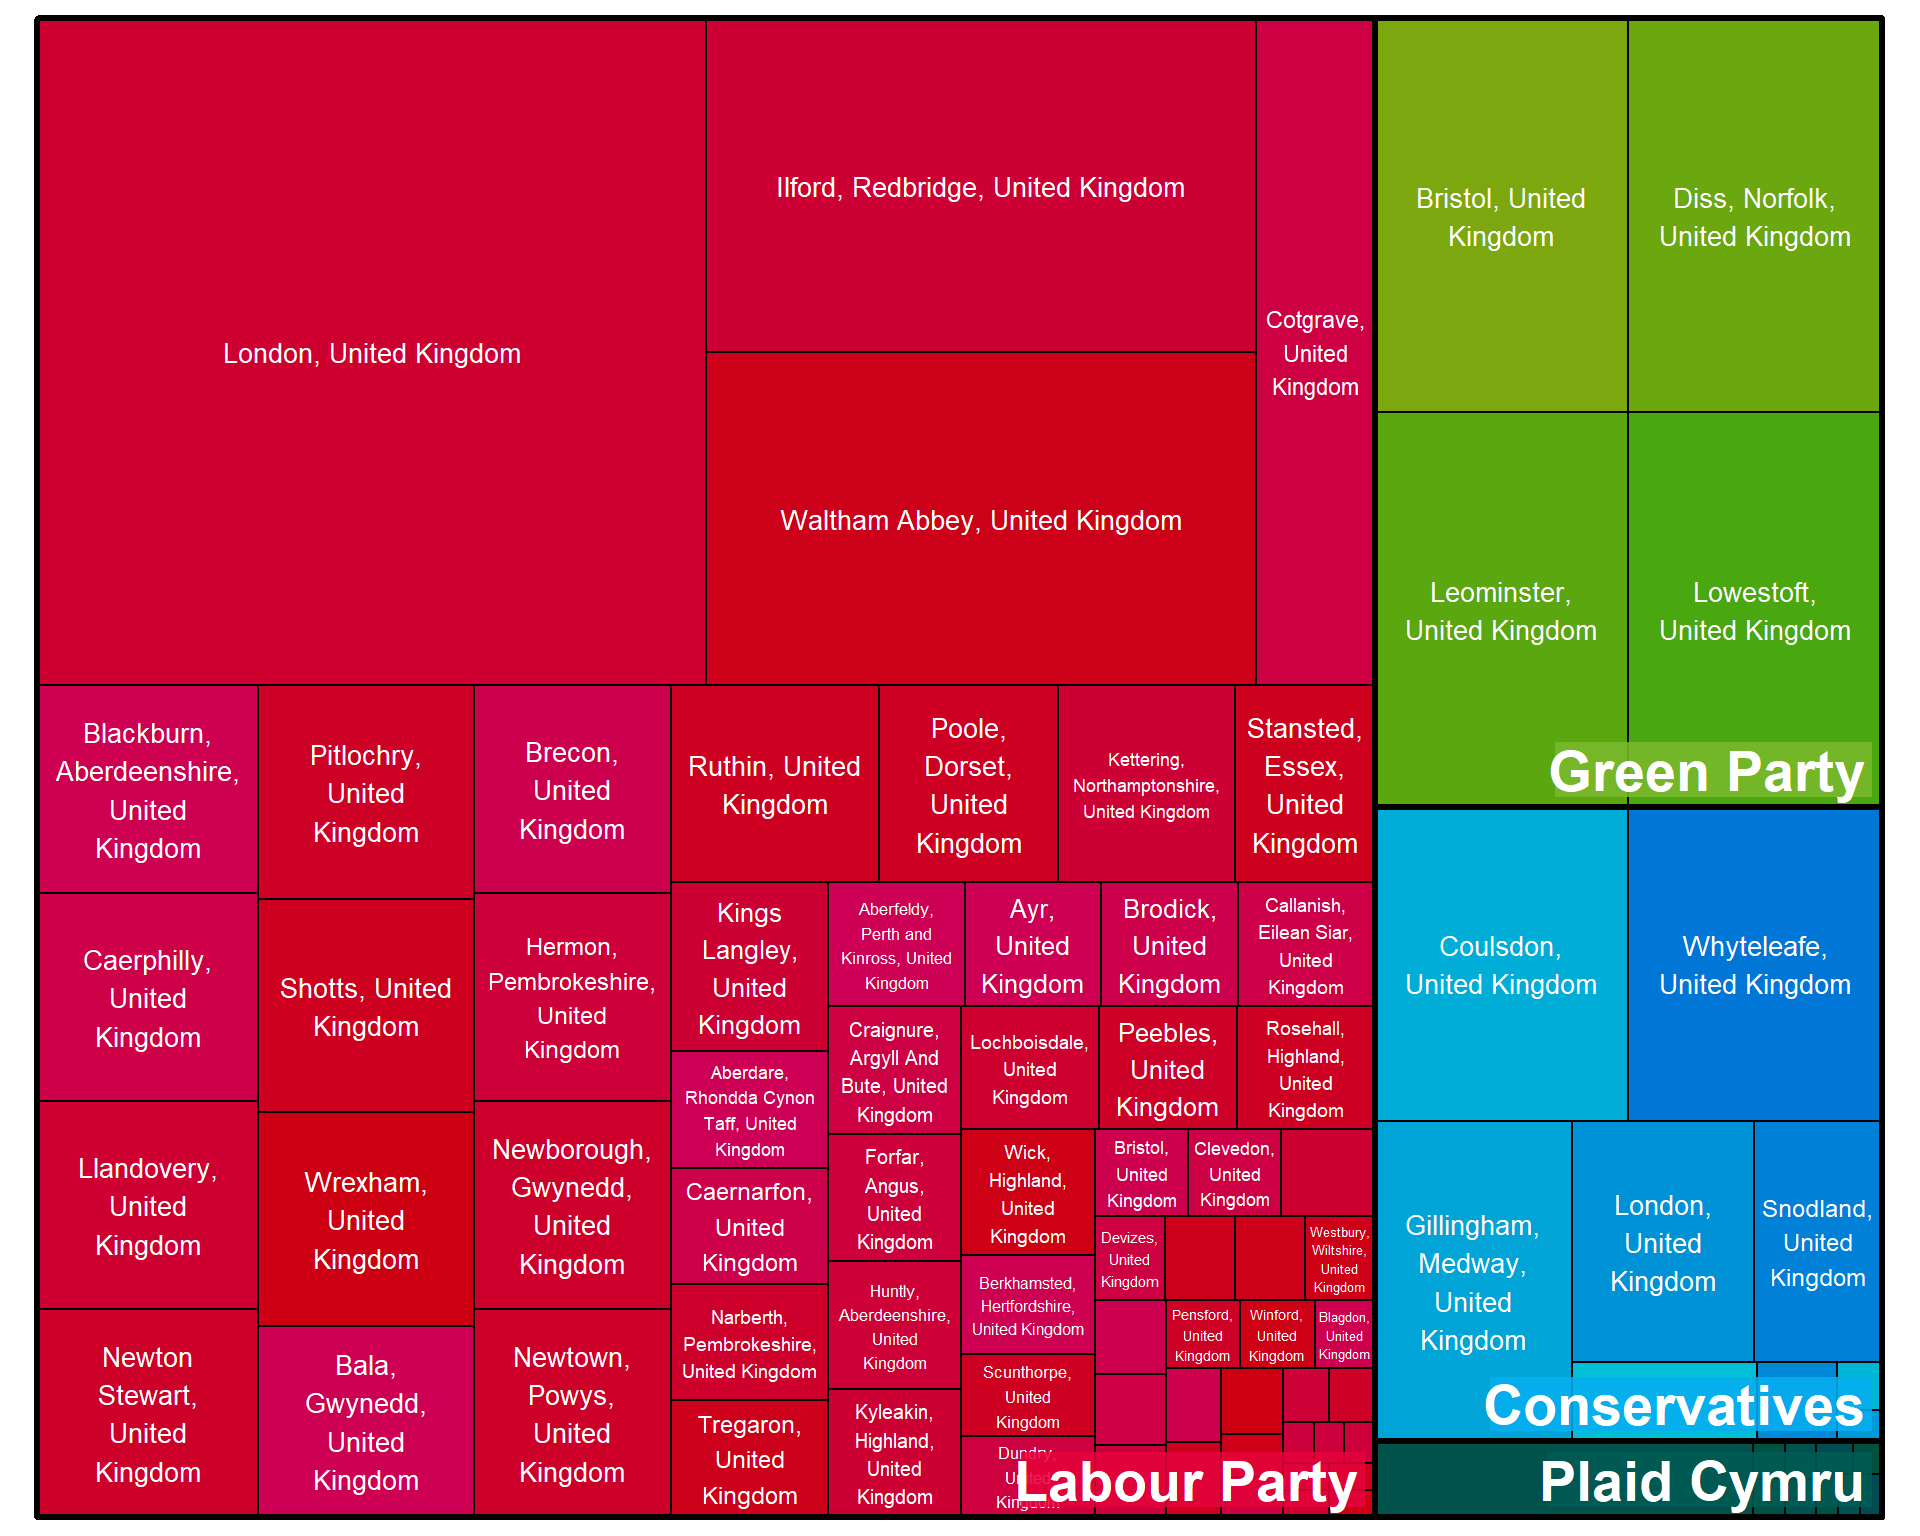 London, United Kingdom
Ilford, Redbridge, United Kingdom
Waltham Abbey, United Kingdom
Cotgrave,
United
Kingdom
Blackburn,
Aberdeenshire,
United
Kingdom
Caerphilly,
United
Kingdom
Llandovery,
United
Kingdom
Newton
Stewart,
United
Kingdom
Pitlochry,
United
Kingdom
Shotts, United
Kingdom
Wrexham,
United
Kingdom
Bala,
Gwynedd,
United
Kingdom
Brecon,
United
Kingdom
Hermon,
Pembrokeshire,
United
Kingdom
Newborough,
Gwynedd,
United
Kingdom
Newtown,
Powys,
United
Kingdom
Ruthin, United
Kingdom
Poole,
Dorset,
United
Kingdom
Kettering,
Northamptonshire,
United Kingdom
Stansted,
Essex,
United
Kingdom
Kings
Langley,
United
Kingdom
Aberdare,
Rhondda Cynon
Taff, United
Kingdom
Caernarfon,
United
Kingdom
Narberth,
Pembrokeshire,
United Kingdom
Tregaron,
United
Kingdom
Aberfeldy,
Perth and
Kinross, United
Kingdom
Ayr,
United
Kingdom
Brodick,
United
Kingdom
Callanish,
Eilean Siar,
United
Kingdom
Craignure,
Argyll And
Bute, United
Kingdom
Forfar,
Angus,
United
Kingdom
Huntly,
Aberdeenshire,
United
Kingdom
Kyleakin,
Highland,
United
Kingdom
Lochboisdale,
United
Kingdom
Peebles,
United
Kingdom
Rosehall,
Highland,
United
Kingdom
Wick,
Highland,
United
Kingdom
Berkhamsted,
Hertfordshire,
United Kingdom
Scunthorpe,
United
Kingdom
Dundry,
United
Kingdom
Bristol,
United
Kingdom
Clevedon,
United
Kingdom
Devizes,
United
Kingdom
Westbury,
Wiltshire,
United
Kingdom
Pensford,
United
Kingdom
Winford,
United
Kingdom
Blagdon,
United
Kingdom
Labour Party
Bristol, United
Kingdom
Diss, Norfolk,
United Kingdom
Leominster,
United Kingdom
Lowestoft,
United Kingdom
Green Party
Coulsdon,
United Kingdom
Whyteleafe,
United Kingdom
Gillingham,
Medway,
United
Kingdom
London,
United
Kingdom
Snodland,
United
Kingdom
Conservatives
Plaid Cymru